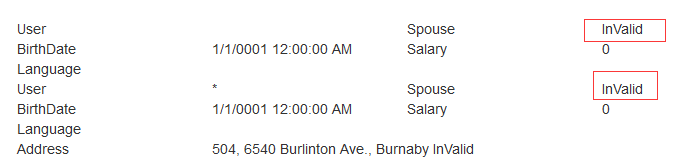 User Spouse InValid
BirthDate 1/1/0001 12:00:00 AM Salary 0
Language
User * Spouse InValid
BirthDate 1/1/0001 12:00:00 AM Salary 0
Language
Address 504, 6540 Burlinton Ave., Burnaby InValid